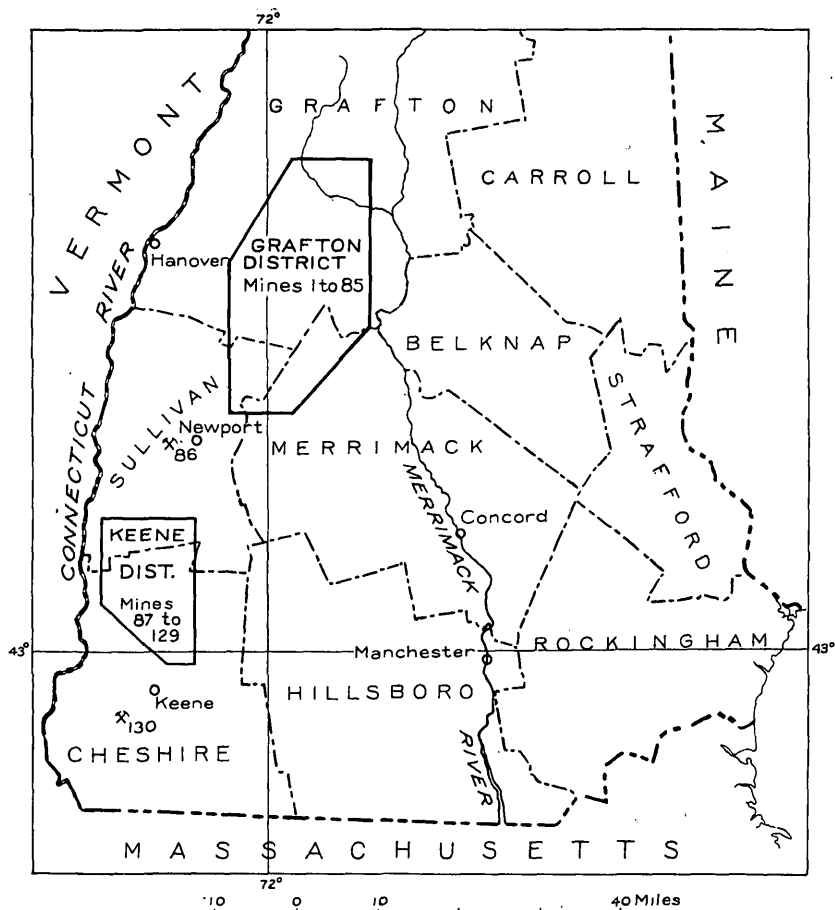 72°
GRAFTON
VERMONT
MAINE
CARROLL
GRAFTON
DISTRICT
Mines 1 to 85
Hanover
RIVER
BELKNAP
SULLIVAN
STRAFFORD
Newport
86
MERRIMACK
CONNECTICUT
MERRIMACK
Concord
KEENE
DIST.
Mines
87 to
129
43°
Manchester
ROCKINGHAM
43°
Keene
HILLSBORO
130
CHESHIRE
RIVER
MASSACHUSETTS
72°
10 0 10 40 Miles